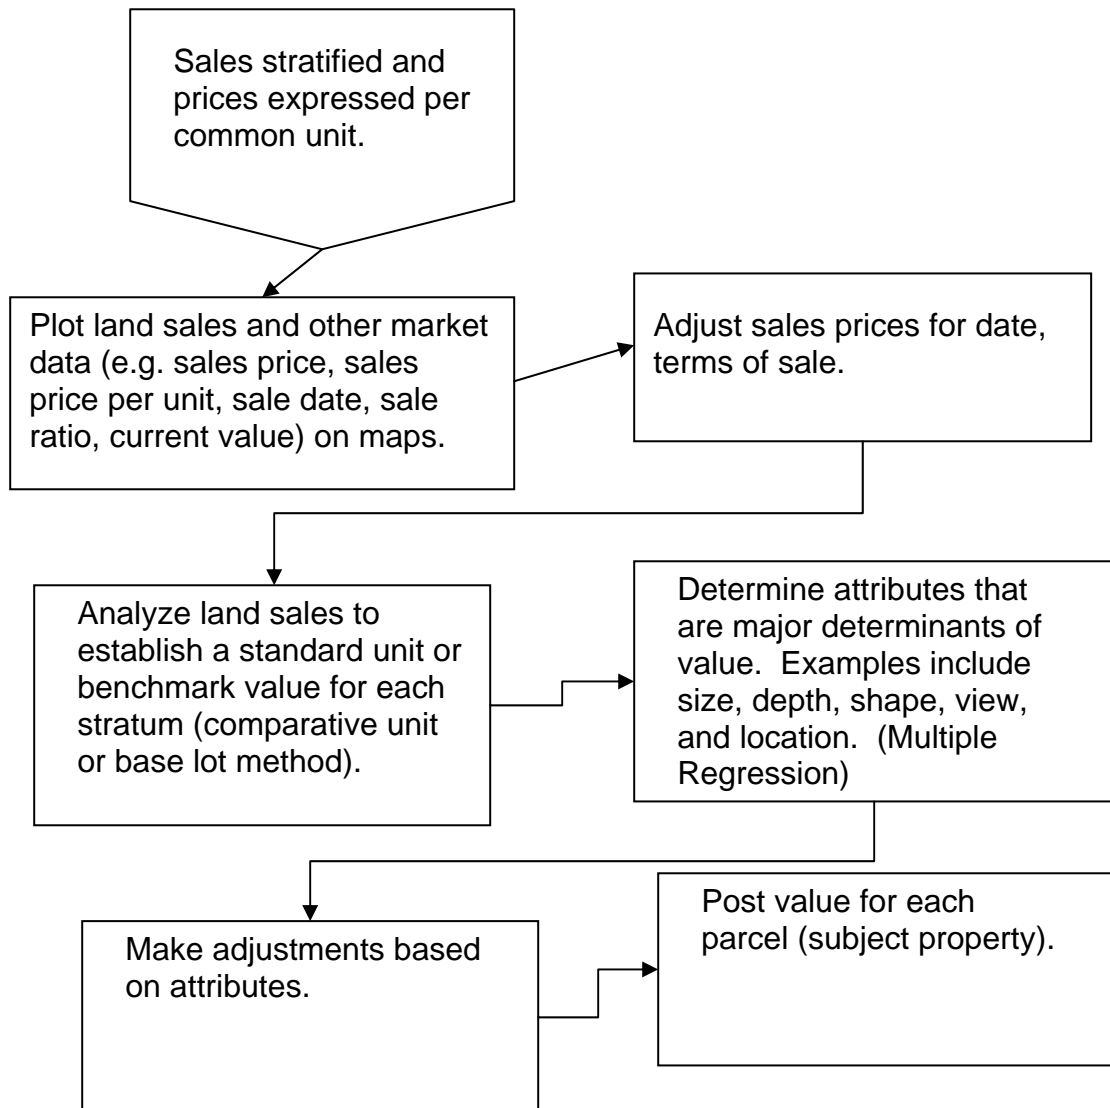 Sales stratified and
prices expressed per
common unit.
Plot land sales and other market
data (e.g. sales price, sales
price per unit, sale date, sale
ratio, current value) on maps.
Adjust sales prices for date,
terms of sale.
Analyze land sales to
establish a standard unit or
benchmark value for each
stratum (comparative unit
or base lot method).
Determine attributes that
are major determinants of
value.  Examples include
size, depth, shape, view,
and location.  (Multiple
Regression)
Make adjustments based
on attributes.
Post value for each
parcel (subject property).